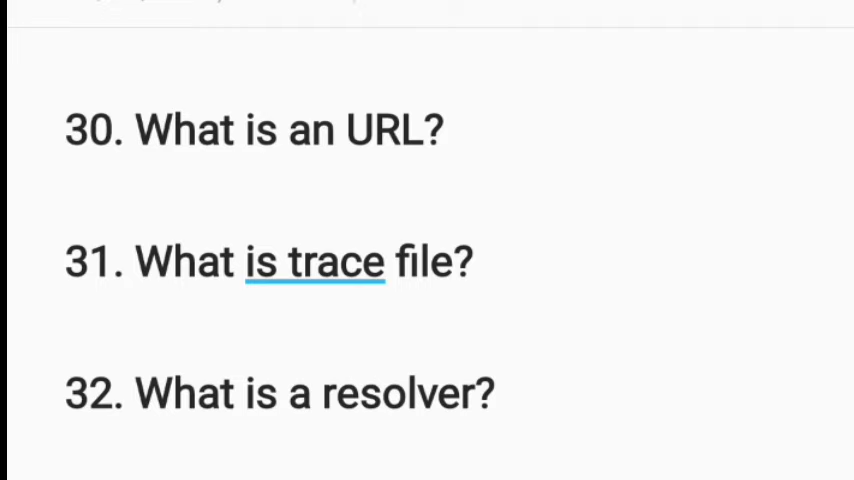 30. What is an URL?
31. What is trace file?
32. What is a resolver?